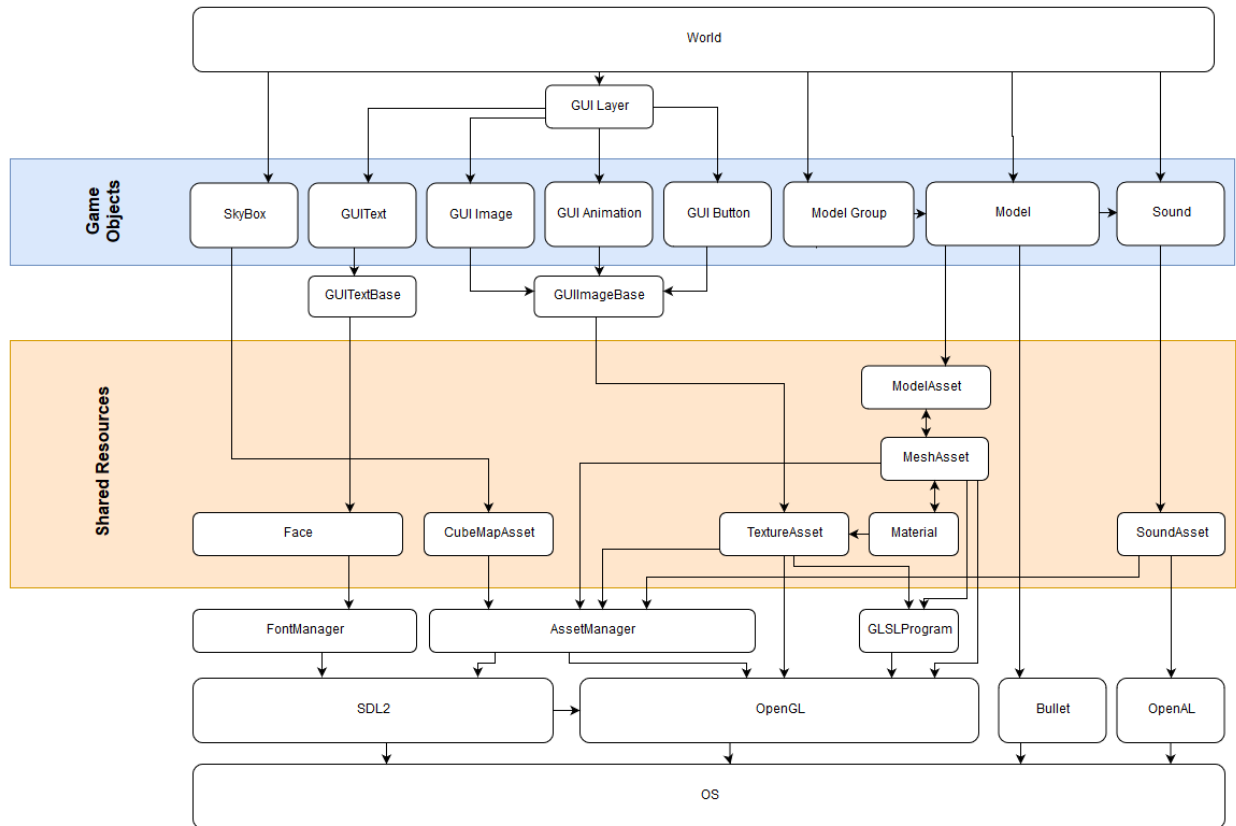 World
GUI Layer
Game
Objects
SkyBox
GUIText
GUI Image
GUI Animation
GUI Button
Model Group
Model
Sound
GUITextBase
GUIImageBase
Shared Resources
ModelAsset
MeshAsset
Face
CubeMapAsset
TextureAsset
Material
SoundAsset
FontManager
AssetManager
GLSLProgram
SDL2
OpenGL
Bullet
OpenAL
OS